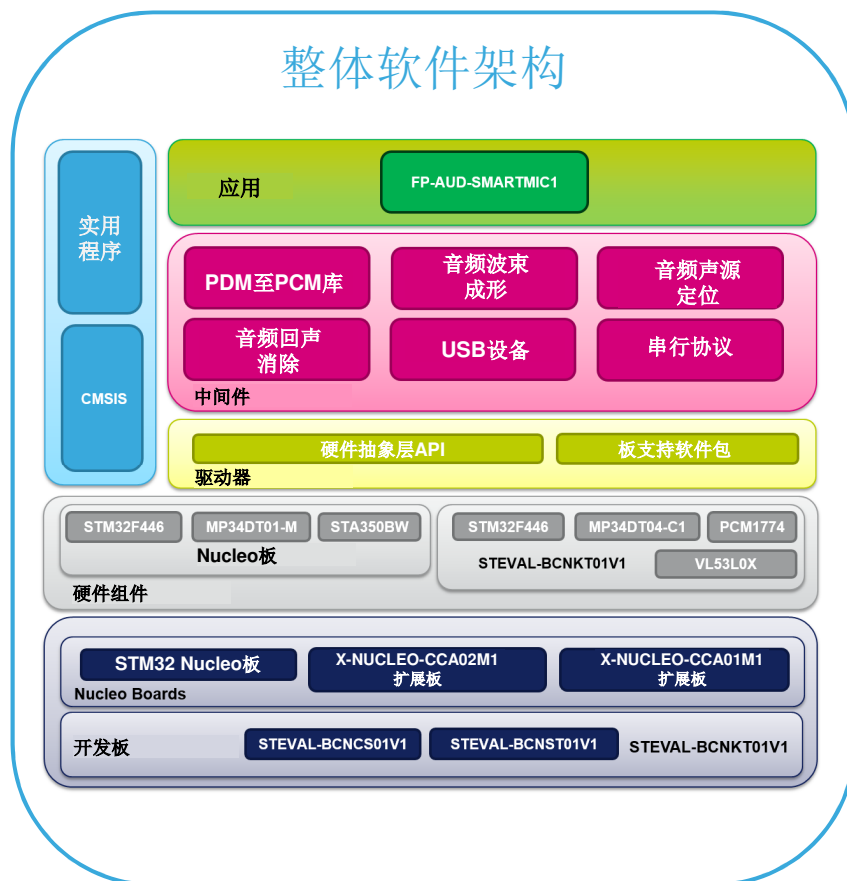 整体软件架构
实用
程序
CMSIS
应用
FP-AUD-SMARTMIC1
PDM至PCM库
音频波束
成形
音频声源
定位
音频回声
消除
USB设备
串行协议
中间件
硬件抽象层API
板支持软件包
驱动器
STM32F446
MP34DT01-M
STA350BW
Nucleo板
STM32F446
MP34DT04-C1
PCM1774
STEVAL-BCNKT01V1
VL53L0X
硬件组件
STM32 Nucleo板
X-NUCLEO-CCA02M1
扩展板
X-NUCLEO-CCA01M1
扩展板
Nucleo Boards
开发板
STEVAL-BCNCS01V1
STEVAL-BCNST01V1
STEVAL-BCNKT01V1